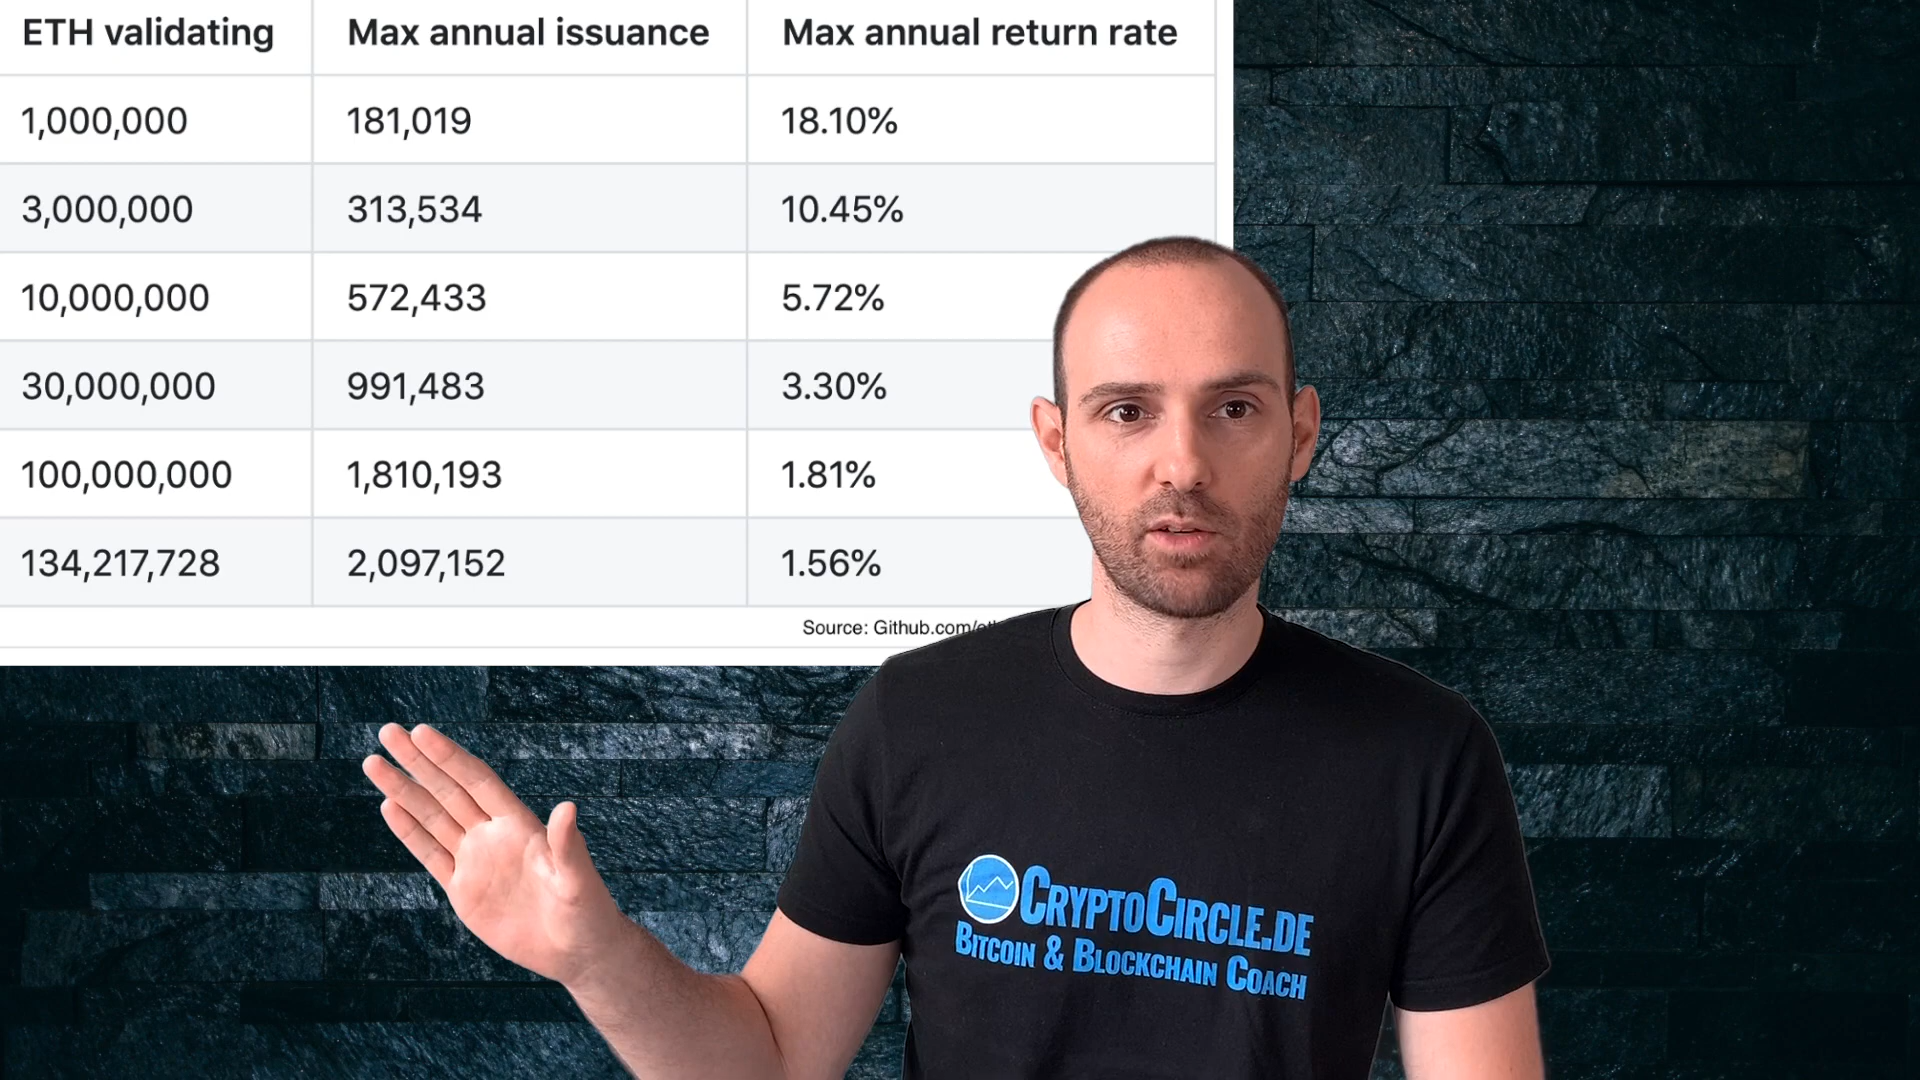 ETH validating Max annual issuance Max annual return rate
1,000,000 181,019 18.10%
3,000,000 313,534 10.45%
10,000,000 572,433 5.72%
30,000,000 991,483 3.30%
100,000,000 1,810,193 1.81%
134,217,728 2,097,152 1.56%
Source: Github.com/
CRYPTOCIRCLE.DE
BITCOIN & BLOCKCHAIN COACH